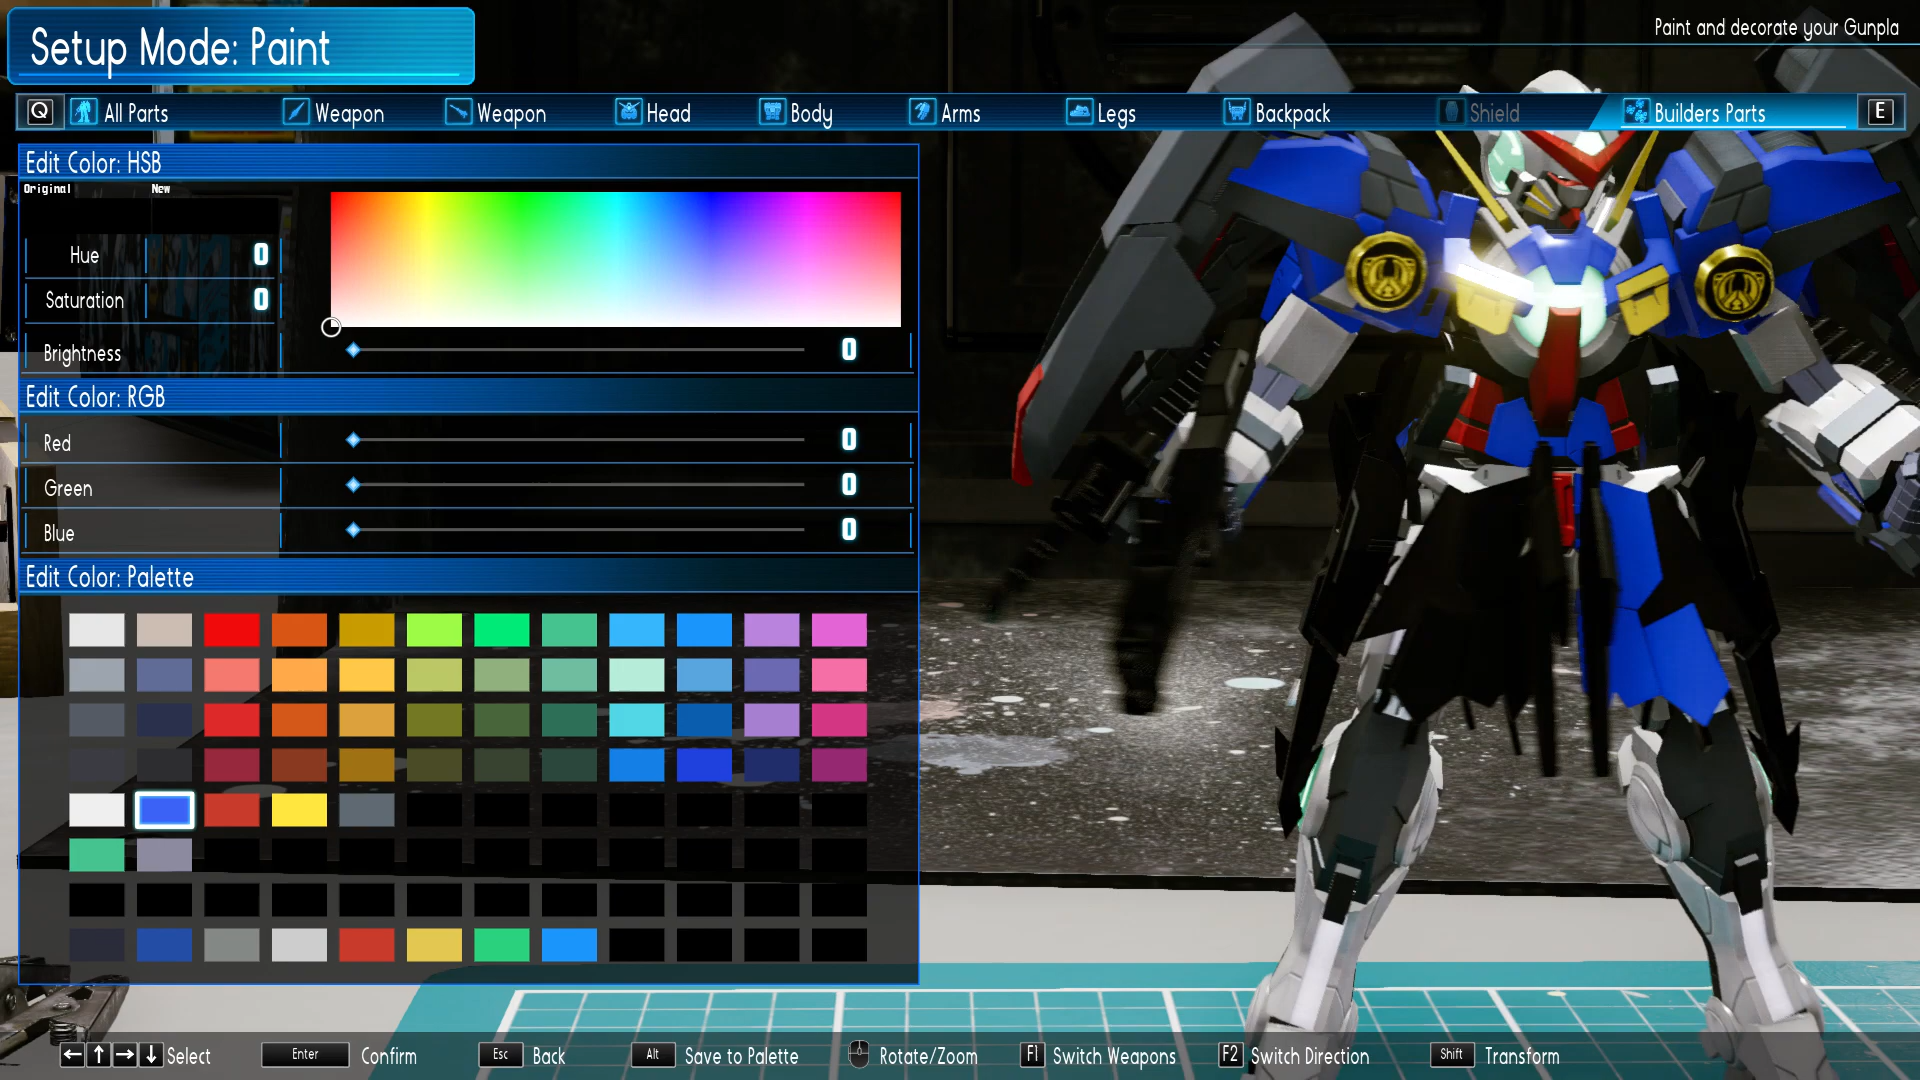 Setup Mode: Paint
Paint and decorate your Gunpla
Q All Parts Weapon Weapon Head Body Arms Legs Backpack Shield Builders Parts E
Edit Color: HSB
Original New
Hue 0
Saturation 0
Brightness 0
Edit Color: RGB
Red 0
Green 0
Blue 0
Edit Color: Palette
←↑→↓ Select Enter Confirm Esc Back Alt Save to Palette Rotate/Zoom F1 Switch Weapons F2 Switch Direction Shift Transform